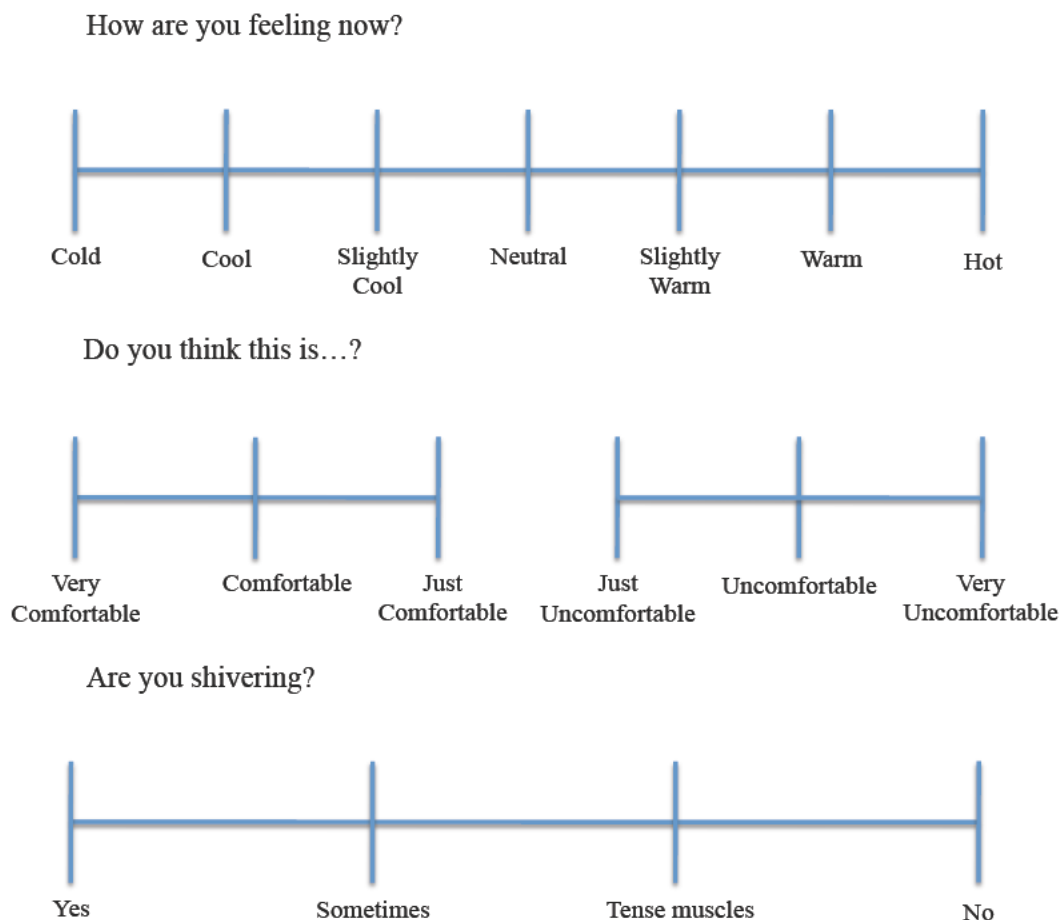 How are you feeling now?
Cold Cool Slightly Cool Neutral Slightly Warm Warm Hot
Do you think this is…?
Very Comfortable Comfortable Just Comfortable Just Uncomfortable Uncomfortable Very Uncomfortable
Are you shivering?
Yes Sometimes Tense muscles No